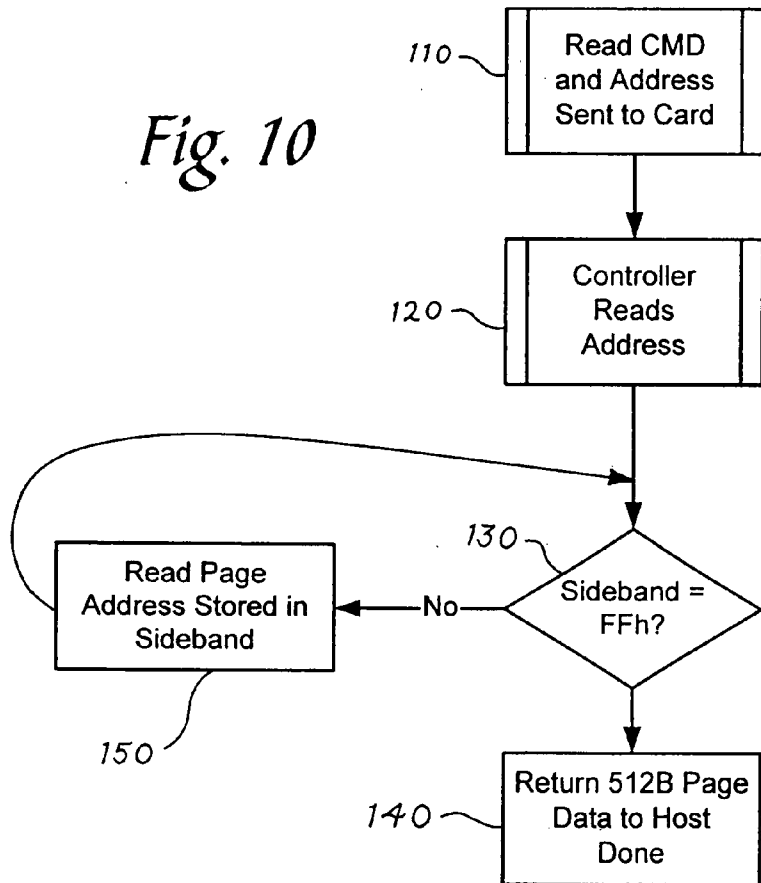 Fig. 10
110
Read CMD
and Address
Sent to Card
120
Controller
Reads
Address
130
Sideband =
FFh?
No
Read Page
Address Stored in
Sideband
150
140
Return 512B Page
Data to Host
Done